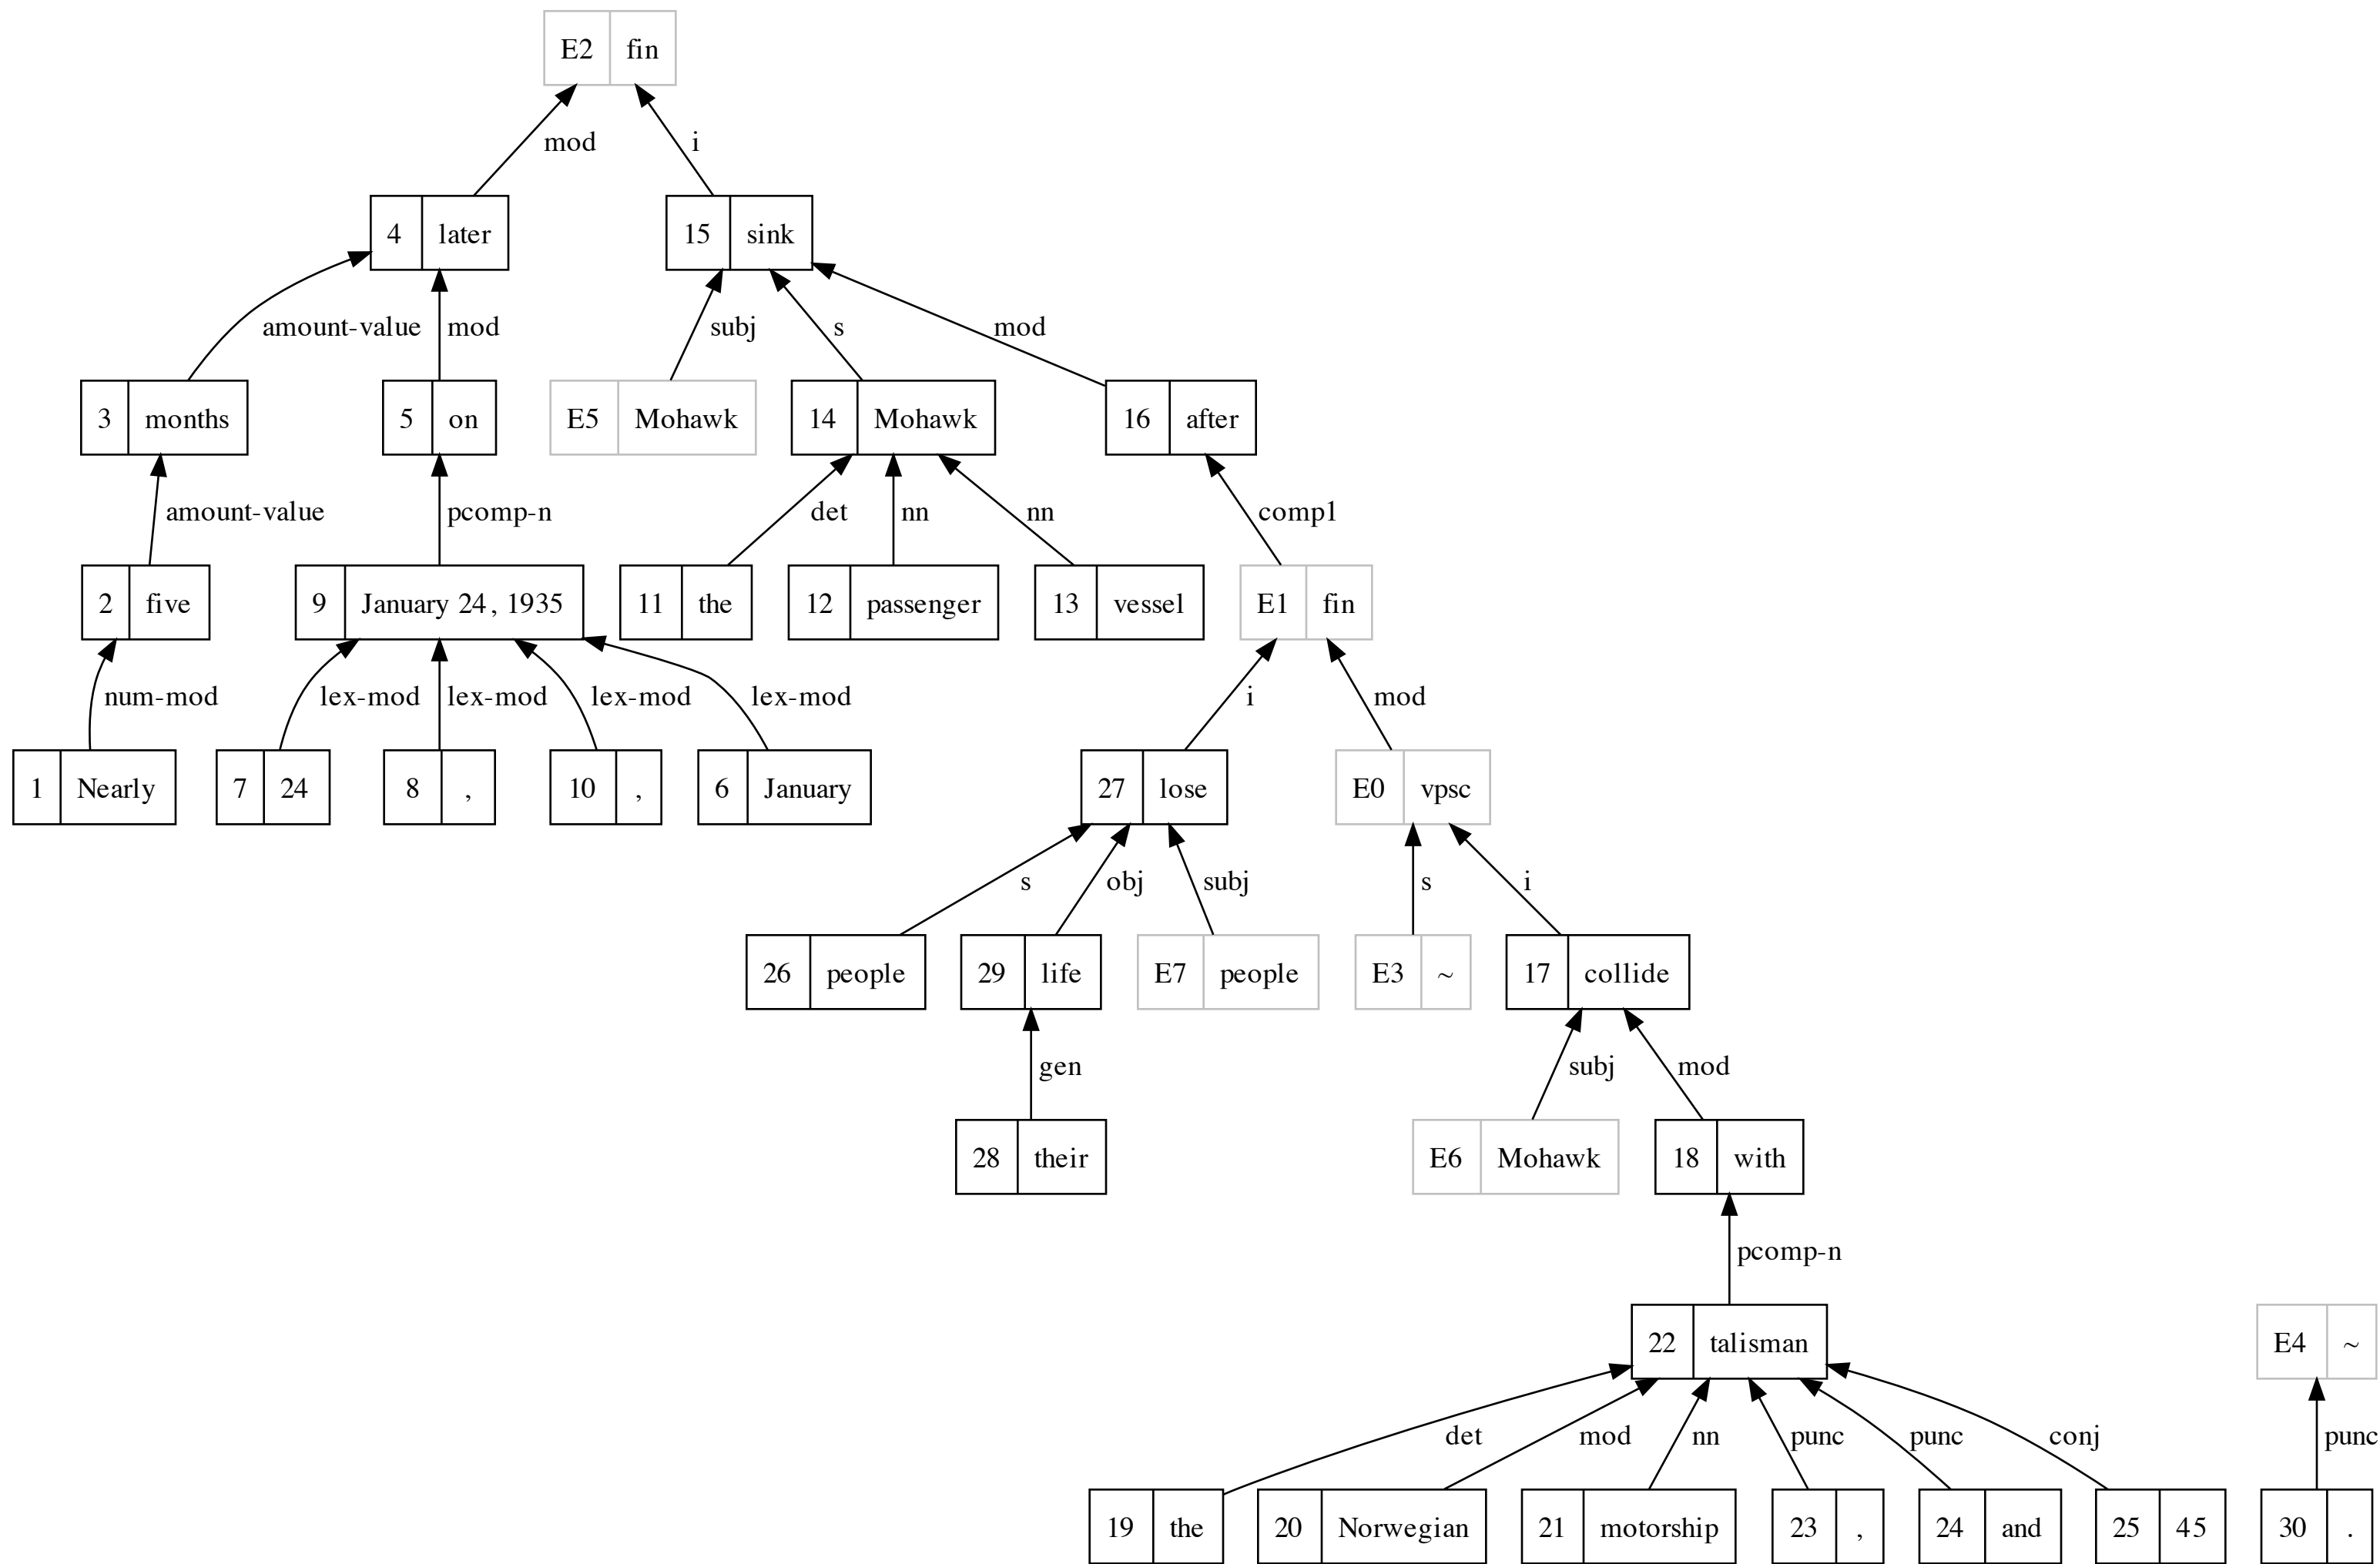 E2 fin
mod i
4 later 15 sink
amount-value mod subj s mod
3 months 5 on E5 Mohawk 14 Mohawk 16 after
amount-value pcomp-n det nn nn comp1
2 five 9 January 24, 1935 11 the 12 passenger 13 vessel E1 fin
num-mod lex-mod lex-mod lex-mod lex-mod i mod
1 Nearly 7 24 8 , 10 , 6 January 27 lose E0 vpsc
s obj subj s i
26 people 29 life E7 people E3 ~ 17 collide
gen subj mod
28 their E6 Mohawk 18 with
pcomp-n
22 talisman E4 ~
det mod nn punc punc conj punc
19 the 20 Norwegian 21 motorship 23 , 24 and 25 45 30 .